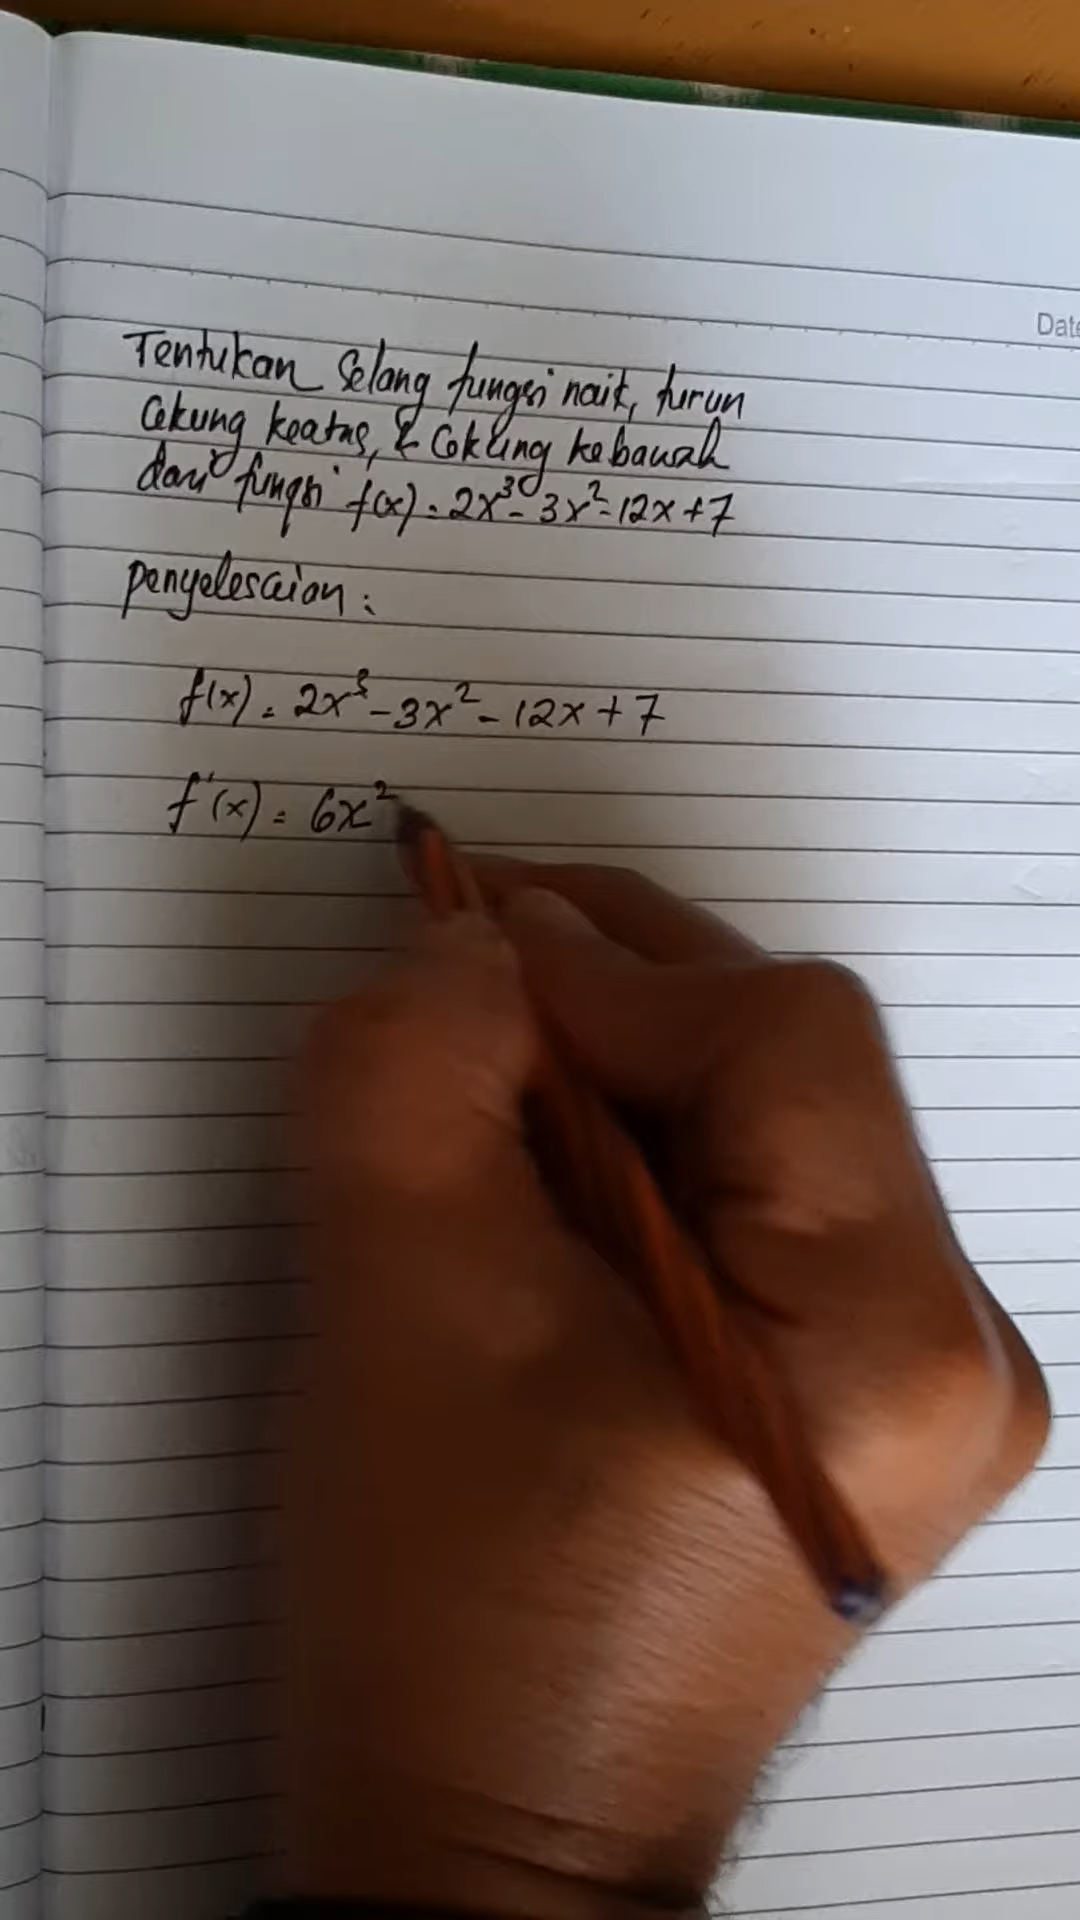 Date
Tentukan Selang fungsi naik, turun
Cekung keatas, & Cekung kebawah
dari fungsi f(x) = 2x³ - 3x² - 12x + 7
penyelesaian :
f(x) = 2x³ - 3x² - 12x + 7
f'(x) = 6x²